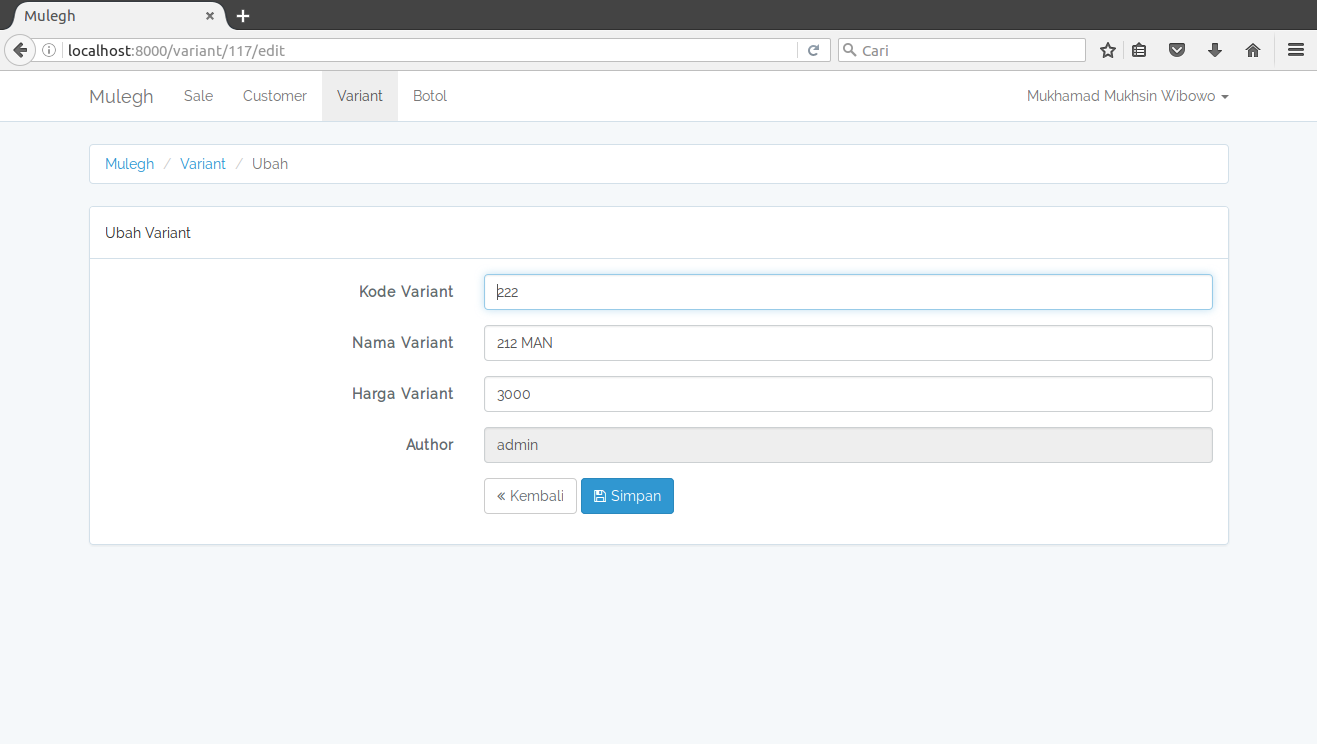 Mulegh
localhost:8000/variant/117/edit
Cari
Mulegh Sale Customer Variant Botol Mukhamad Mukhsin Wibowo
Mulegh / Variant / Ubah
Ubah Variant
Kode Variant 222
Nama Variant 212 MAN
Harga Variant 3000
Author admin
« Kembali Simpan